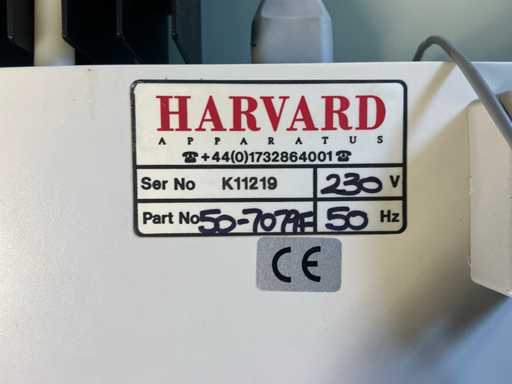 HARVARD
APPARATUS
☎+44(0)1732864001☎
Ser No K11219 230 V
Part No 50-7079F 50 Hz
CE